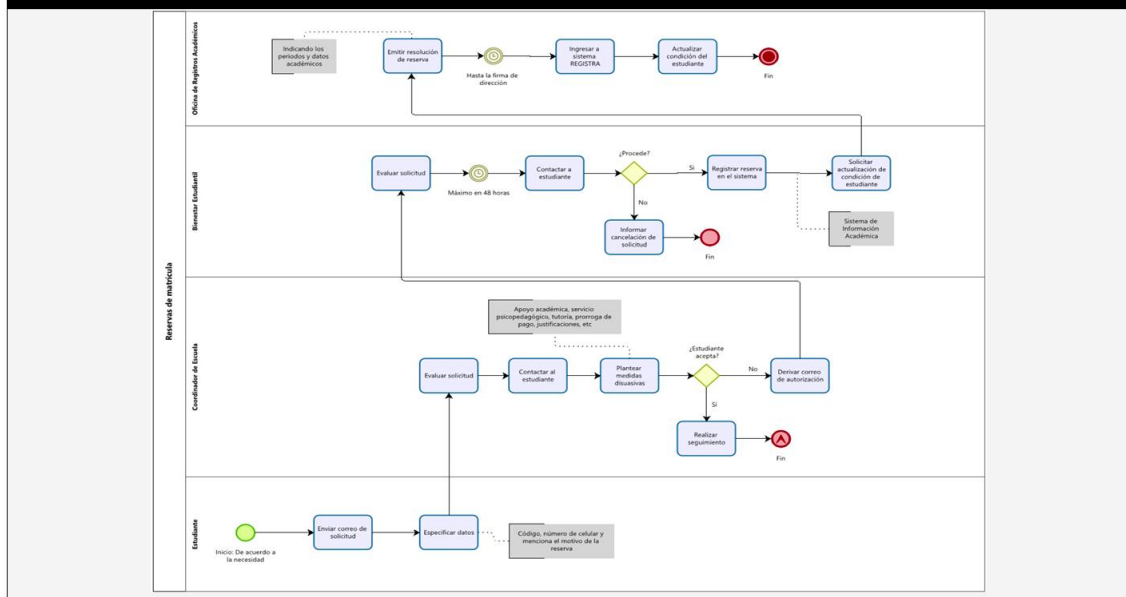 Reservas de matrícula
Oficina de Registros Académicos
Indicando los
periodos y datos
académicos
Emitir resolución
de reserva
Hasta la firma de
dirección
Ingresar a
sistema
REGISTRA
Actualizar
condición del
estudiante
Fin
Bienestar Estudiantil
Evaluar solicitud
Máximo en 48 horas
Contactar a
estudiante
¿Procede?
Si
No
Registrar reserva
en el sistema
Solicitar
actualización de
condición de
estudiante
Informar
cancelación de
solicitud
Fin
Sistema de
Información
Académica
Coordinador de Escuela
Apoyo académica, servicio
psicopedagógico, tutoría, prorroga de
pago, justificaciones, etc
Evaluar solicitud
Contactar al
estudiante
Plantear
medidas
disuasivas
¿Estudiante
acepta?
No
Si
Derivar correo
de autorización
Realizar
seguimiento
Fin
Estudiante
Inicio: De acuerdo a
la necesidad
Enviar correo de
solicitud
Especificar datos
Código, número de celular y
menciona el motivo de la
reserva